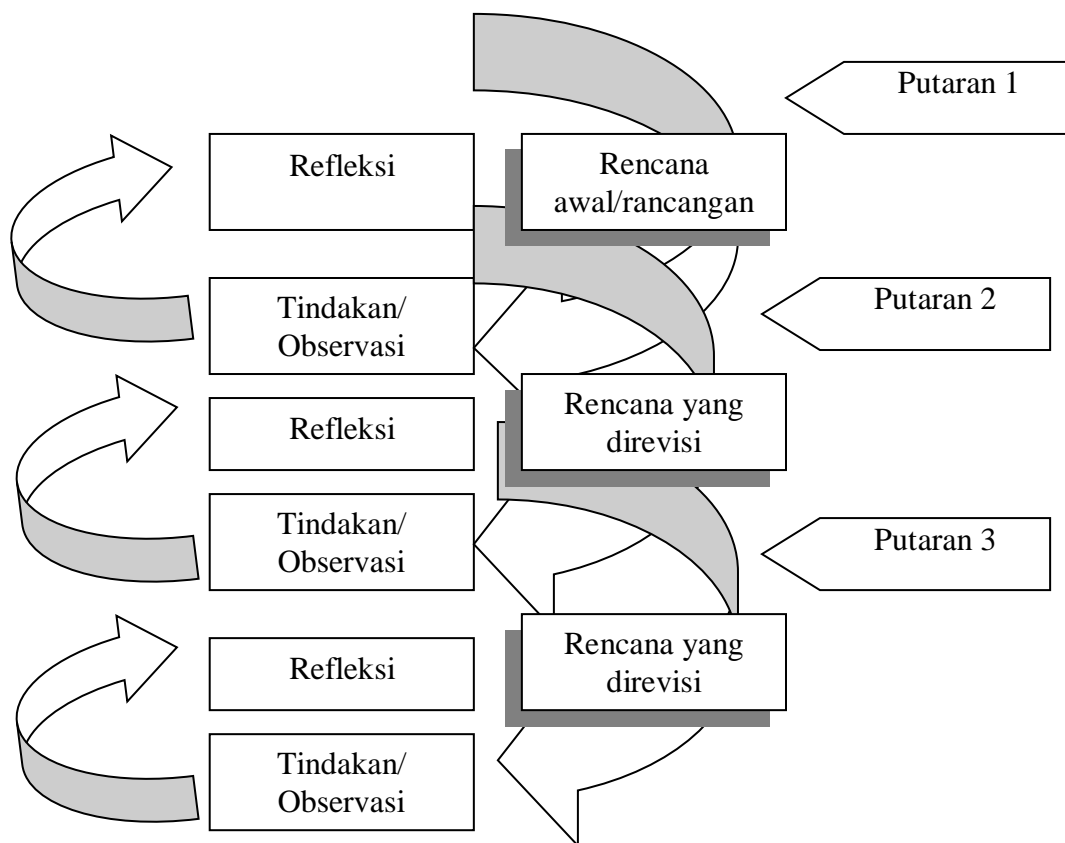 Putaran 1
Refleksi
Rencana
awal/rancangan
Putaran 2
Tindakan/
Observasi
Rencana yang
direvisi
Refleksi
Putaran 3
Tindakan/
Observasi
Rencana yang
direvisi
Refleksi
Tindakan/
Observasi